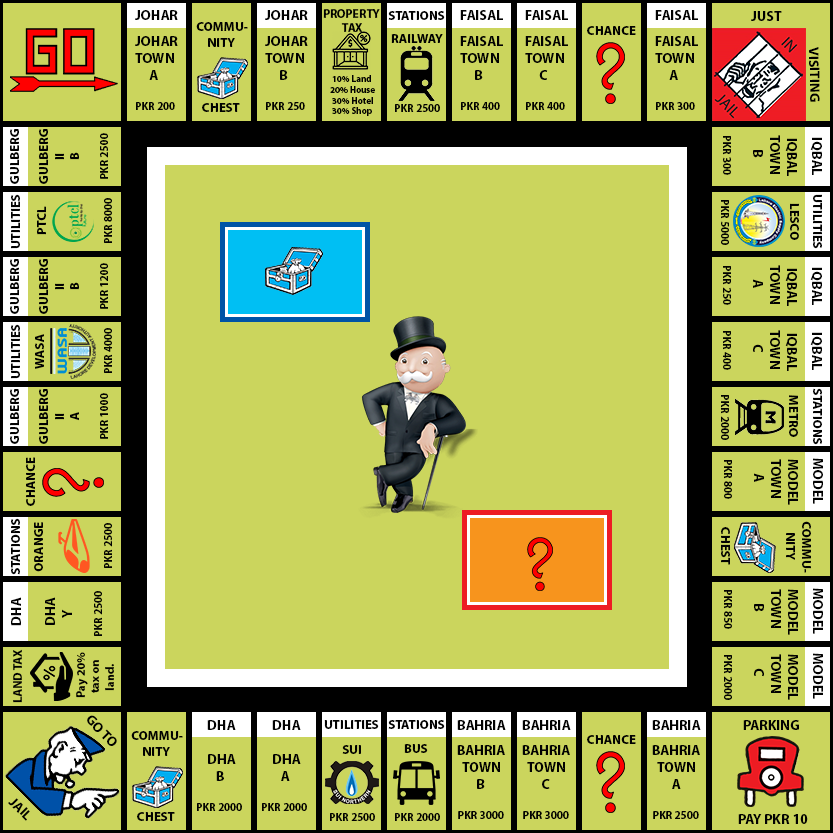 GO
JOHAR
JOHAR
TOWN
A
PKR 200
COMMU-
NITY
CHEST
JOHAR
JOHAR
TOWN
B
PKR 250
PROPERTY
TAX
$
%
10% Land
20% House
30% Hotel
30% Shop
STATIONS
RAILWAY
PKR 2500
FAISAL
FAISAL
TOWN
B
PKR 400
FAISAL
FAISAL
TOWN
C
PKR 400
CHANCE
?
FAISAL
FAISAL
TOWN
A
PKR 300
JUST
VISITING
IN
JAIL
IQBAL
IQBAL
TOWN
B
PKR 300
UTILITIES
LESCO
PKR 5000
IQBAL
IQBAL
TOWN
A
PKR 250
IQBAL
IQBAL
TOWN
C
PKR 400
STATIONS
METRO
M
PKR 2000
MODEL
MODEL
TOWN
A
PKR 800
COMMU-
NITY
CHEST
MODEL
MODEL
TOWN
B
PKR 850
MODEL
MODEL
TOWN
C
PKR 2000
PARKING
PAY PKR 10
BAHRIA
BAHRIA
TOWN
A
PKR 2500
CHANCE
?
BAHRIA
BAHRIA
TOWN
C
PKR 3000
BAHRIA
BAHRIA
TOWN
B
PKR 3000
STATIONS
BUS
PKR 2000
UTILITIES
SUI
SUI NORTHERN
PKR 2500
DHA
DHA
A
PKR 2000
DHA
DHA
B
PKR 2000
COMMU-
NITY
CHEST
GO TO
JAIL
LAND TAX
%
Pay 20%
tax on
land.
DHA
DHA
Y
PKR 2500
STATIONS
ORANGE
PKR 2500
CHANCE
?
GULBERG
GULBERG
II
A
PKR 1000
UTILITIES
WASA
WASA
PKR 4000
GULBERG
GULBERG
II
B
PKR 1200
UTILITIES
PTCL
ptcl
PKR 8000
GULBERG
GULBERG
II
B
PKR 2500
?